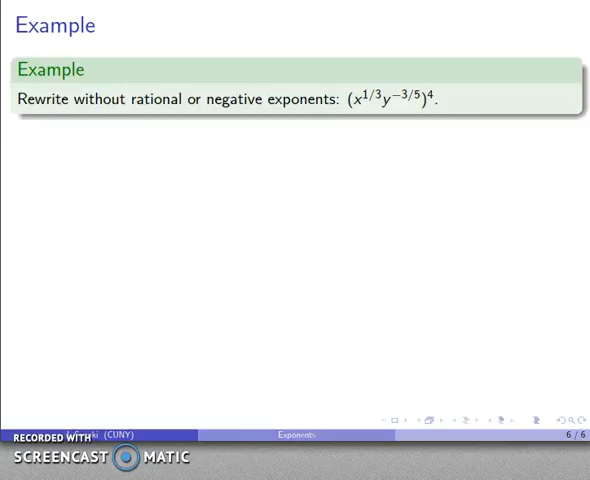 Example
Example
Rewrite without rational or negative exponents: (x^{1/3}y^{−3/5})^4.
(CUNY)
Exponents
6 / 6
RECORDED WITH
SCREENCAST MATIC